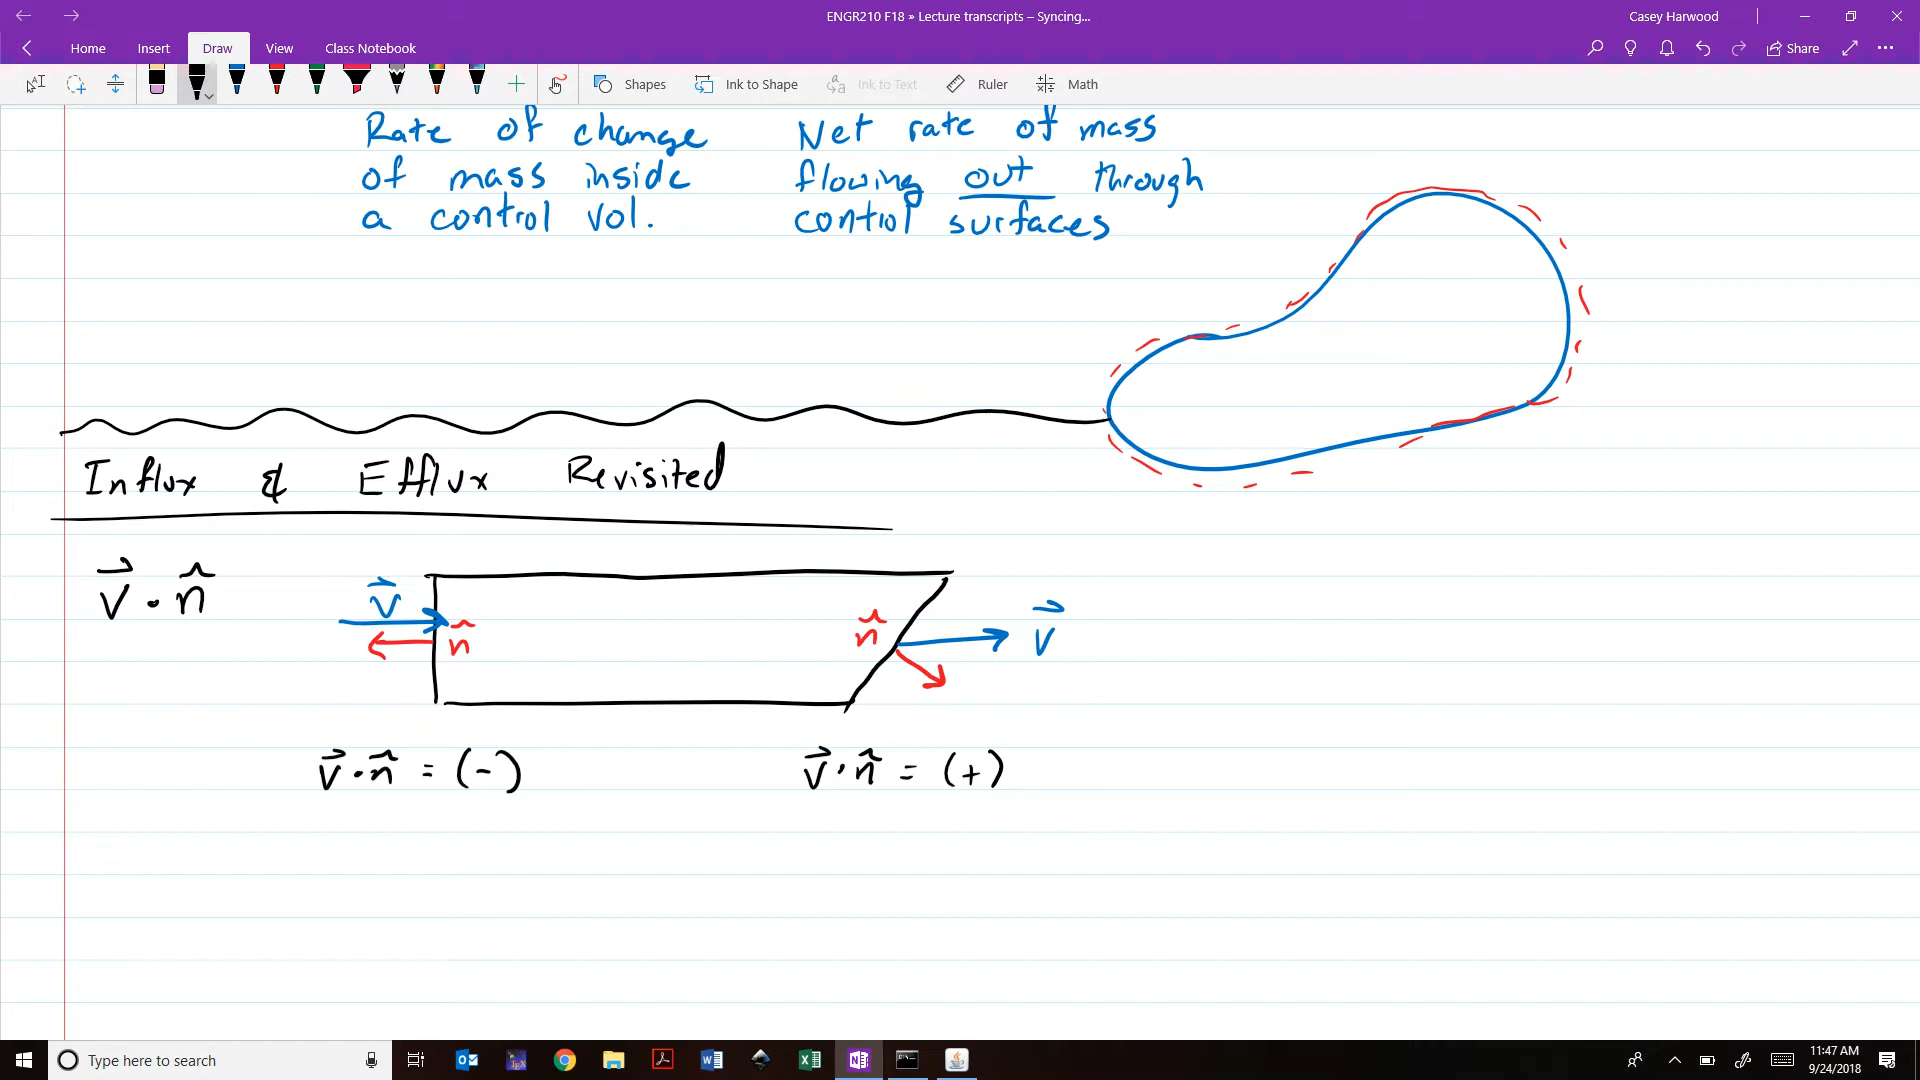 ENGR210 F18 » Lecture transcripts – Syncing...
Casey Harwood
Home Insert Draw View Class Notebook
Share
Shapes Ink to Shape Ink to Text Ruler Math
Rate of change
of mass inside
a control vol.
Net rate of mass
flowing out through
control surfaces
Influx & Efflux Revisited
V⃗ · n̂
V⃗
n̂
n̂
V⃗
V⃗ · n̂ = (-)
V⃗ · n̂ = (+)
Type here to search
11:47 AM
9/24/2018